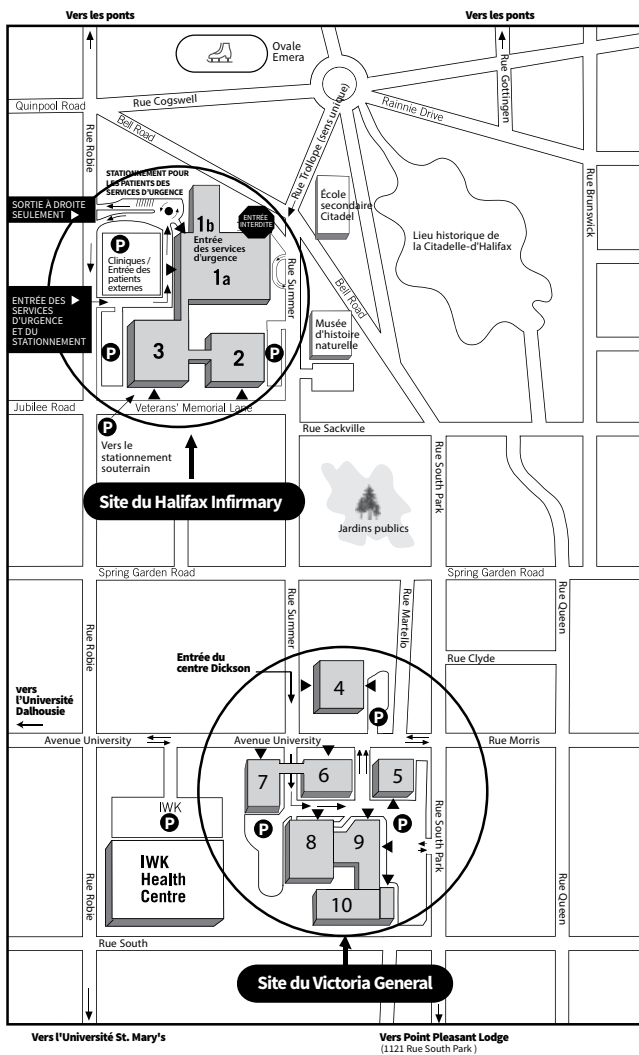 Vers les ponts
Vers les ponts
Ovale
Emera
Rue Gottingen
Quinpool Road
Rue Cogswell
Rainnie Drive
Bell Road
Rue Trollope (sens unique)
Rue Robie
Rue Brunswick
STATIONNEMENT POUR
LES PATIENTS DES
SERVICES D'URGENCE
École
secondaire
Citadel
SORTIE À DROITE
SEULEMENT
1b
ENTRÉE
INTERDITE
Lieu historique de
la Citadelle-d'Halifax
P
Cliniques /
Entrée des
patients
externes
Entrée
des services
d'urgence
1a
Rue Summer
Bell Road
ENTRÉE DES
SERVICES
D'URGENCE
ET DU
STATIONNEMENT
Musée
d'histoire
naturelle
P
3
2
P
Jubilee Road
Veterans' Memorial Lane
P
Vers le
stationnement
souterrain
Rue Sackville
Rue South Park
Site du Halifax Infirmary
Jardins publics
Spring Garden Road
Spring Garden Road
Rue Robie
Rue Summer
Rue Martello
Rue Queen
Entrée du
centre Dickson
Rue Clyde
4
vers
l'Université
Dalhousie
P
Avenue University
Avenue University
Rue Morris
7
6
5
IWK
P
P
P
Rue South Park
8
9
IWK
Health
Centre
Rue Robie
Rue Queen
10
Rue South
Site du Victoria General
Vers l'Université St. Mary's
Vers Point Pleasant Lodge
(1121 Rue South Park )